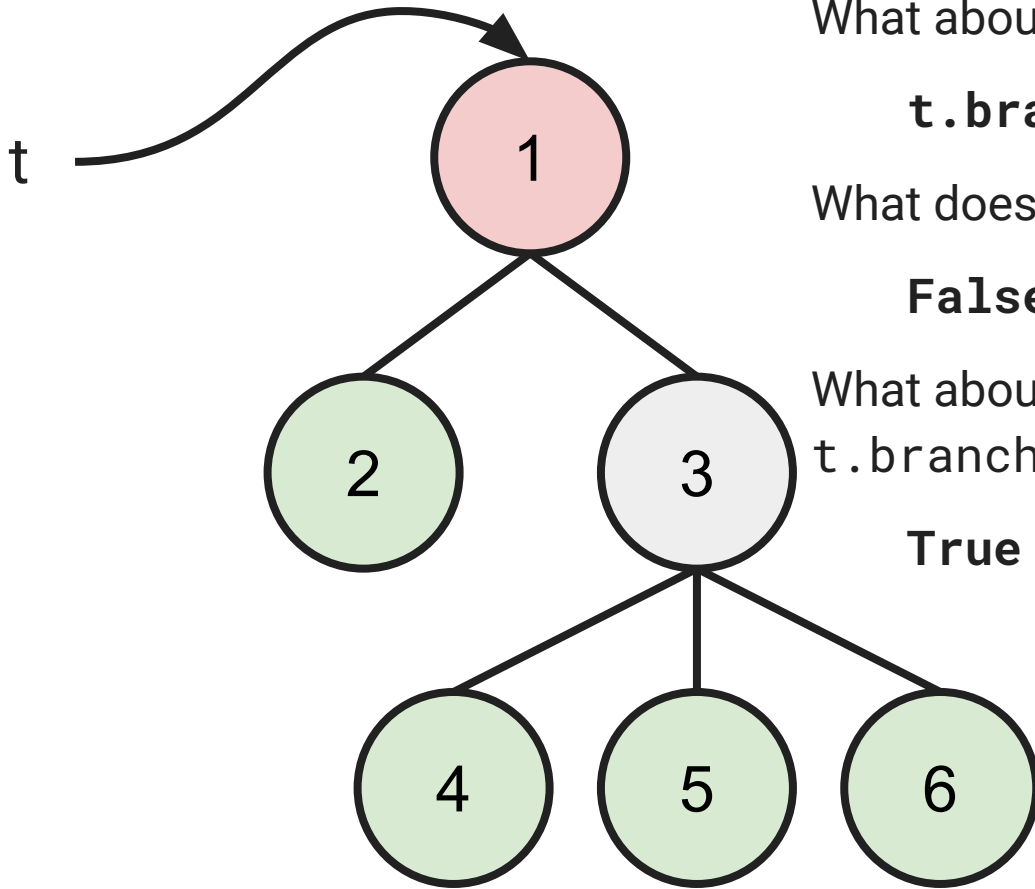 What abou
t.bra
What does
False
What abou
t.branch
True
t
1
2
3
4
5
6